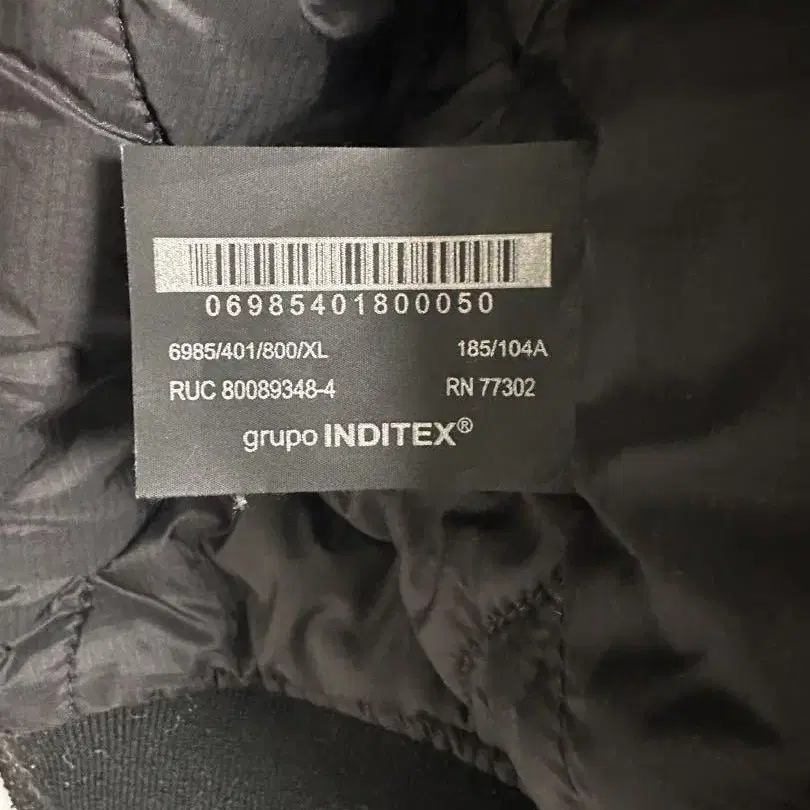 06985401800050
6985/401/800/XL 185/104A
RUC 80089348-4 RN 77302
grupo INDITEX®